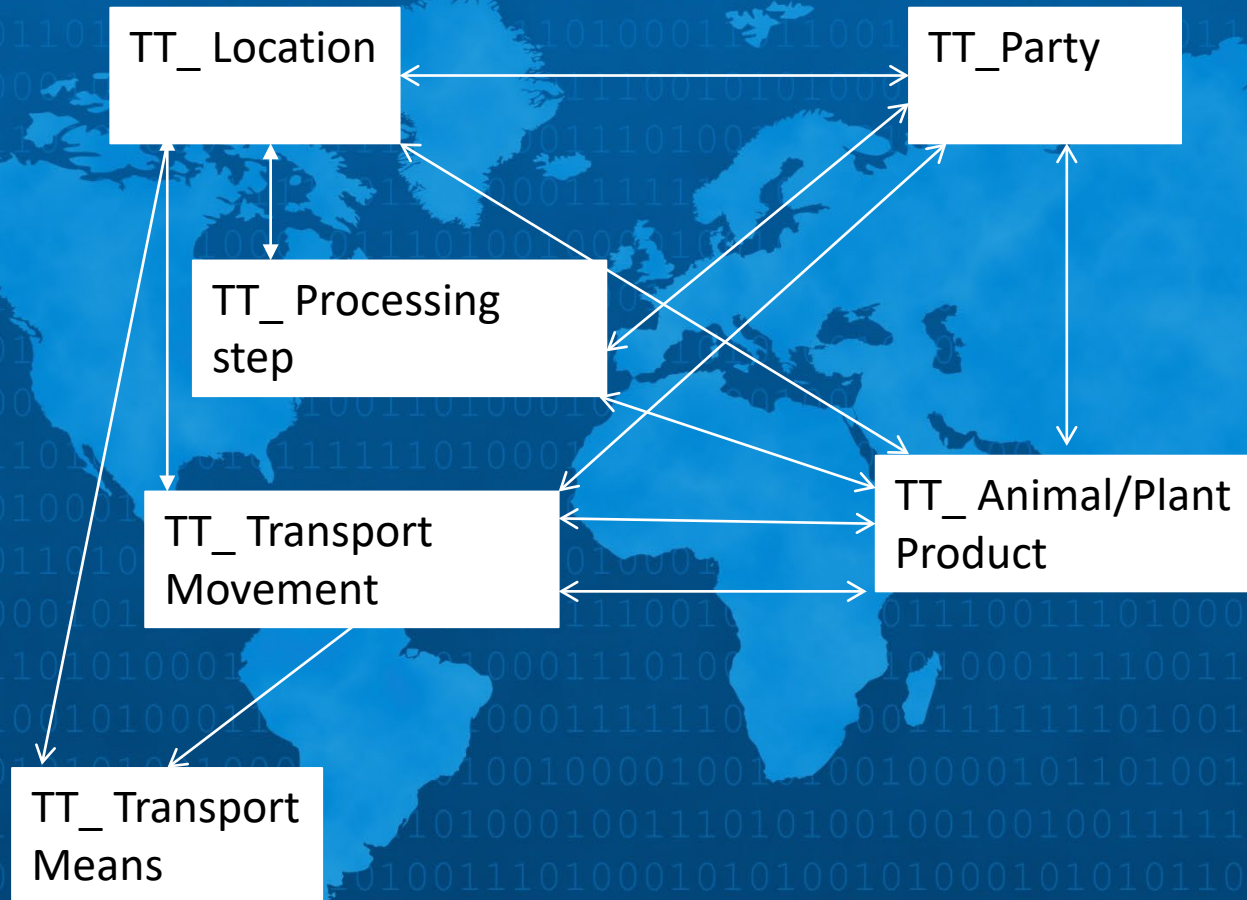 TT_ Location
TT_Party
TT_ Processing
step
TT_ Transport
Movement
TT_ Animal/Plant
Product
TT_ Transport
Means